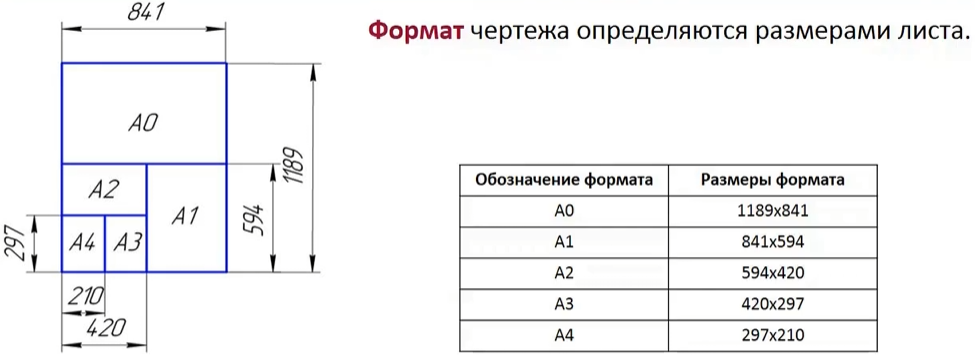 841
Формат чертежа определяются размерами листа.
A0
1189
A2
A1
594
297
A4
A3
210
420
Обозначение формата Размеры формата
A0 1189x841
A1 841x594
A2 594x420
A3 420x297
A4 297x210